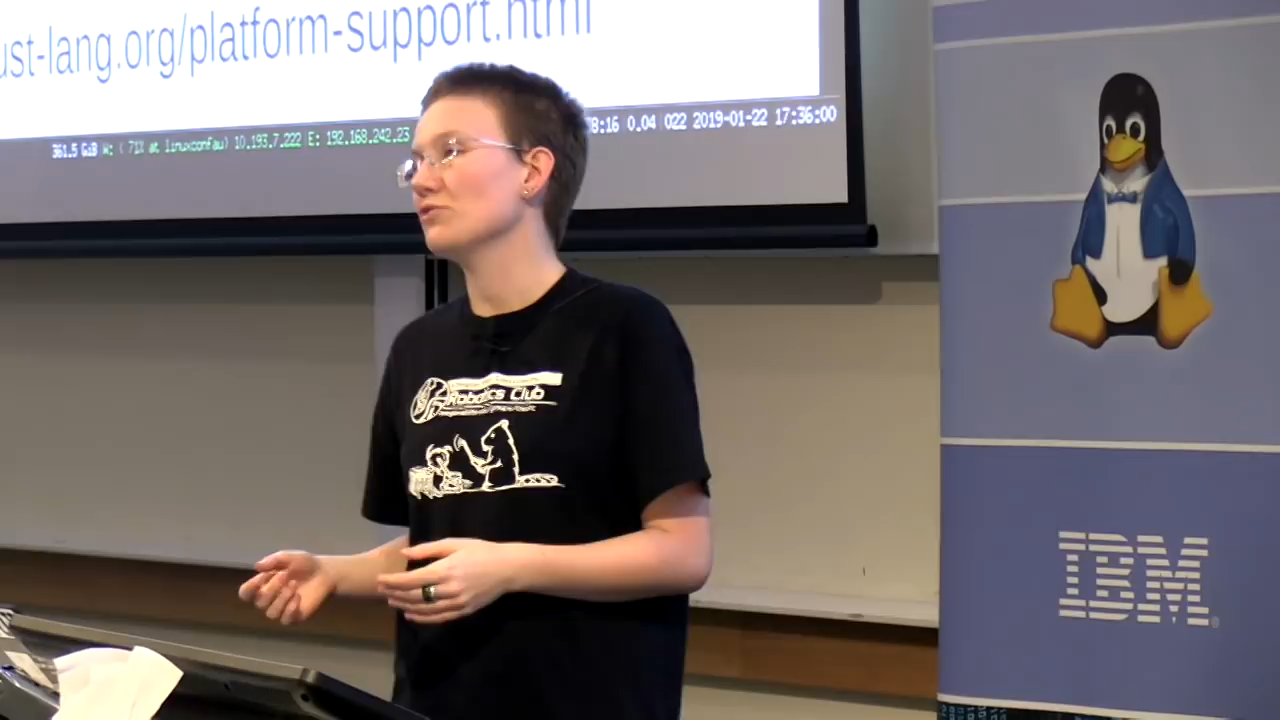 ust-lang.org/platform-support.html
361.5 GiB W: ( 71% at linuxconfau) 10.193.7.222 E: 192.168.242.23
8:16 0.04 022 2019-01-22 17:36:00
Robotics Club
IBM